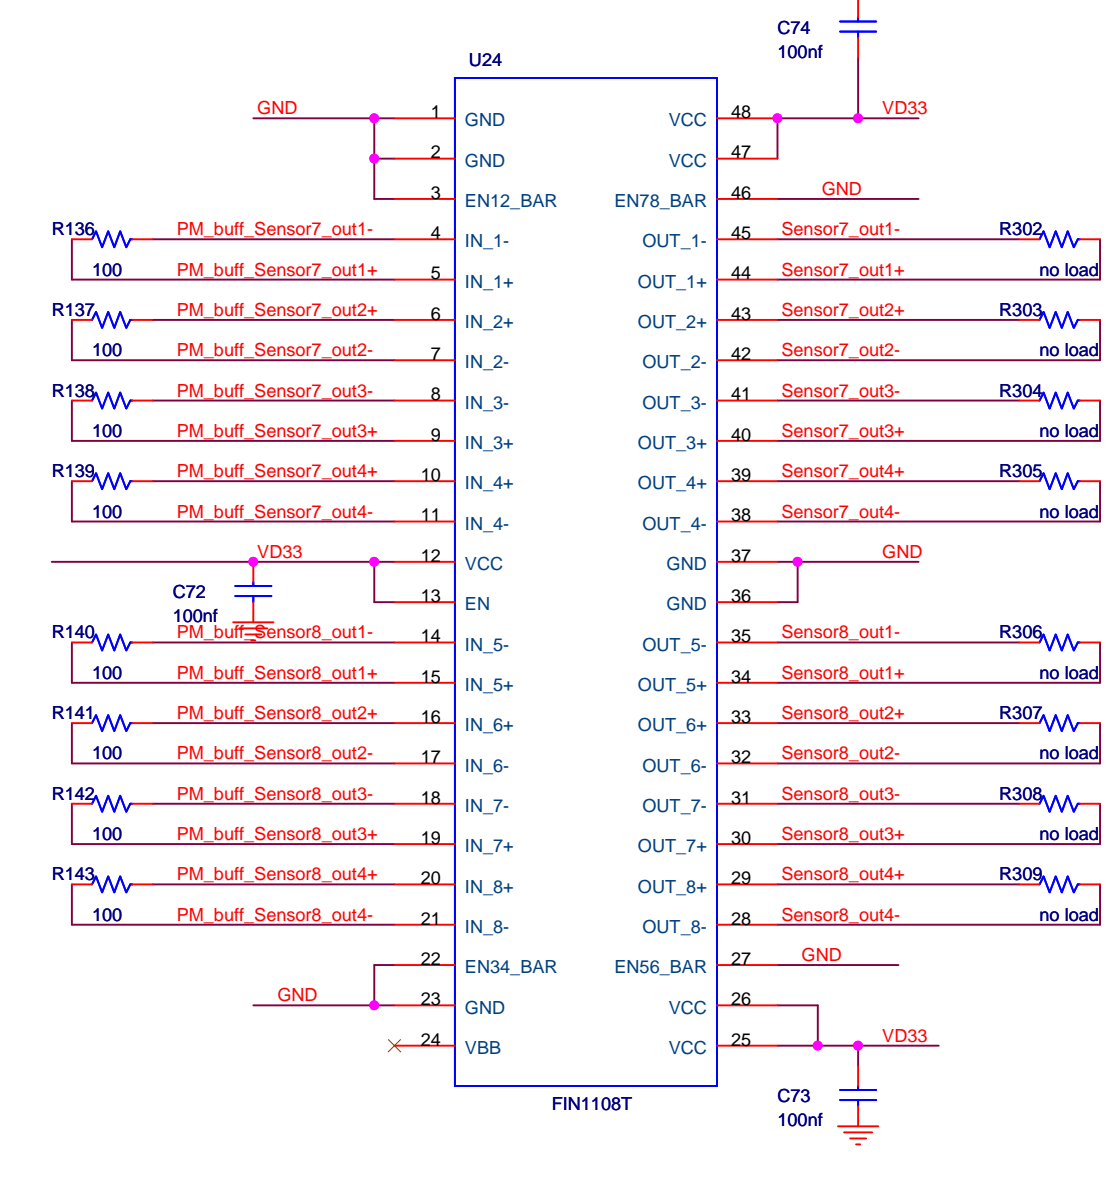 C74
100nf
U24
GND 1 GND VCC 48 VD33
2 GND VCC 47
3 EN12_BAR EN78_BAR 46 GND
R136 PM_buff_Sensor7_out1- 4 IN_1- OUT_1- 45 Sensor7_out1- R302
100 PM_buff_Sensor7_out1+ 5 IN_1+ OUT_1+ 44 Sensor7_out1+ no load
R137 PM_buff_Sensor7_out2+ 6 IN_2+ OUT_2+ 43 Sensor7_out2+ R303
100 PM_buff_Sensor7_out2- 7 IN_2- OUT_2- 42 Sensor7_out2- no load
R138 PM_buff_Sensor7_out3- 8 IN_3- OUT_3- 41 Sensor7_out3- R304
100 PM_buff_Sensor7_out3+ 9 IN_3+ OUT_3+ 40 Sensor7_out3+ no load
R139 PM_buff_Sensor7_out4+ 10 IN_4+ OUT_4+ 39 Sensor7_out4+ R305
100 PM_buff_Sensor7_out4- 11 IN_4- OUT_4- 38 Sensor7_out4- no load
VD33 12 VCC GND 37 GND
C72 13 EN GND 36
100nf
R140 PM_buff_Sensor8_out1- 14 IN_5- OUT_5- 35 Sensor8_out1- R306
100 PM_buff_Sensor8_out1+ 15 IN_5+ OUT_5+ 34 Sensor8_out1+ no load
R141 PM_buff_Sensor8_out2+ 16 IN_6+ OUT_6+ 33 Sensor8_out2+ R307
100 PM_buff_Sensor8_out2- 17 IN_6- OUT_6- 32 Sensor8_out2- no load
R142 PM_buff_Sensor8_out3- 18 IN_7- OUT_7- 31 Sensor8_out3- R308
100 PM_buff_Sensor8_out3+ 19 IN_7+ OUT_7+ 30 Sensor8_out3+ no load
R143 PM_buff_Sensor8_out4+ 20 IN_8+ OUT_8+ 29 Sensor8_out4+ R309
100 PM_buff_Sensor8_out4- 21 IN_8- OUT_8- 28 Sensor8_out4- no load
22 EN34_BAR EN56_BAR 27 GND
GND 23 GND VCC 26
24 VBB VCC 25 VD33
FIN1108T
C73
100nf